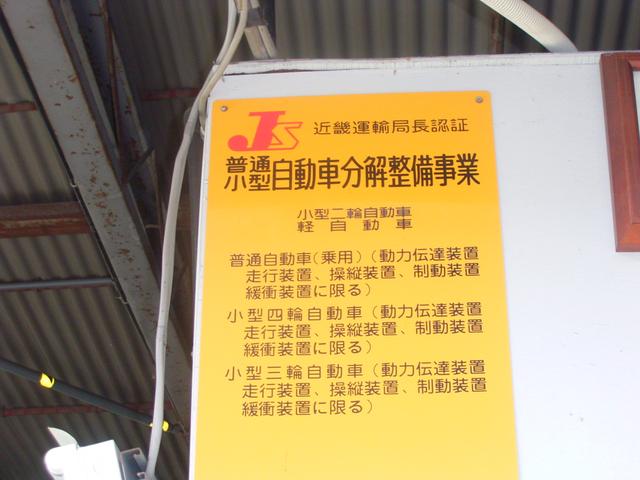 JS 近畿運輸局長認証
普通
小型 自動車分解整備事業
小型二輪自動車
軽自動車
普通自動車(乗用)(動力伝達装置
走行装置、操縦装置、制動装置
緩衝装置に限る)
小型四輪自動車(動力伝達装置
走行装置、操縦装置、制動装置
緩衝装置に限る)
小型三輪自動車(動力伝達装置
走行装置、操縦装置、制動装置
緩衝装置に限る)